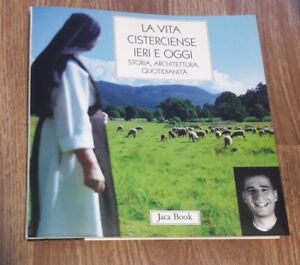 LA VITA
CISTERCIENSE
IERI E OGGI
STORIA, ARCHITETTURA,
QUOTIDIANITÀ
Jaca Book